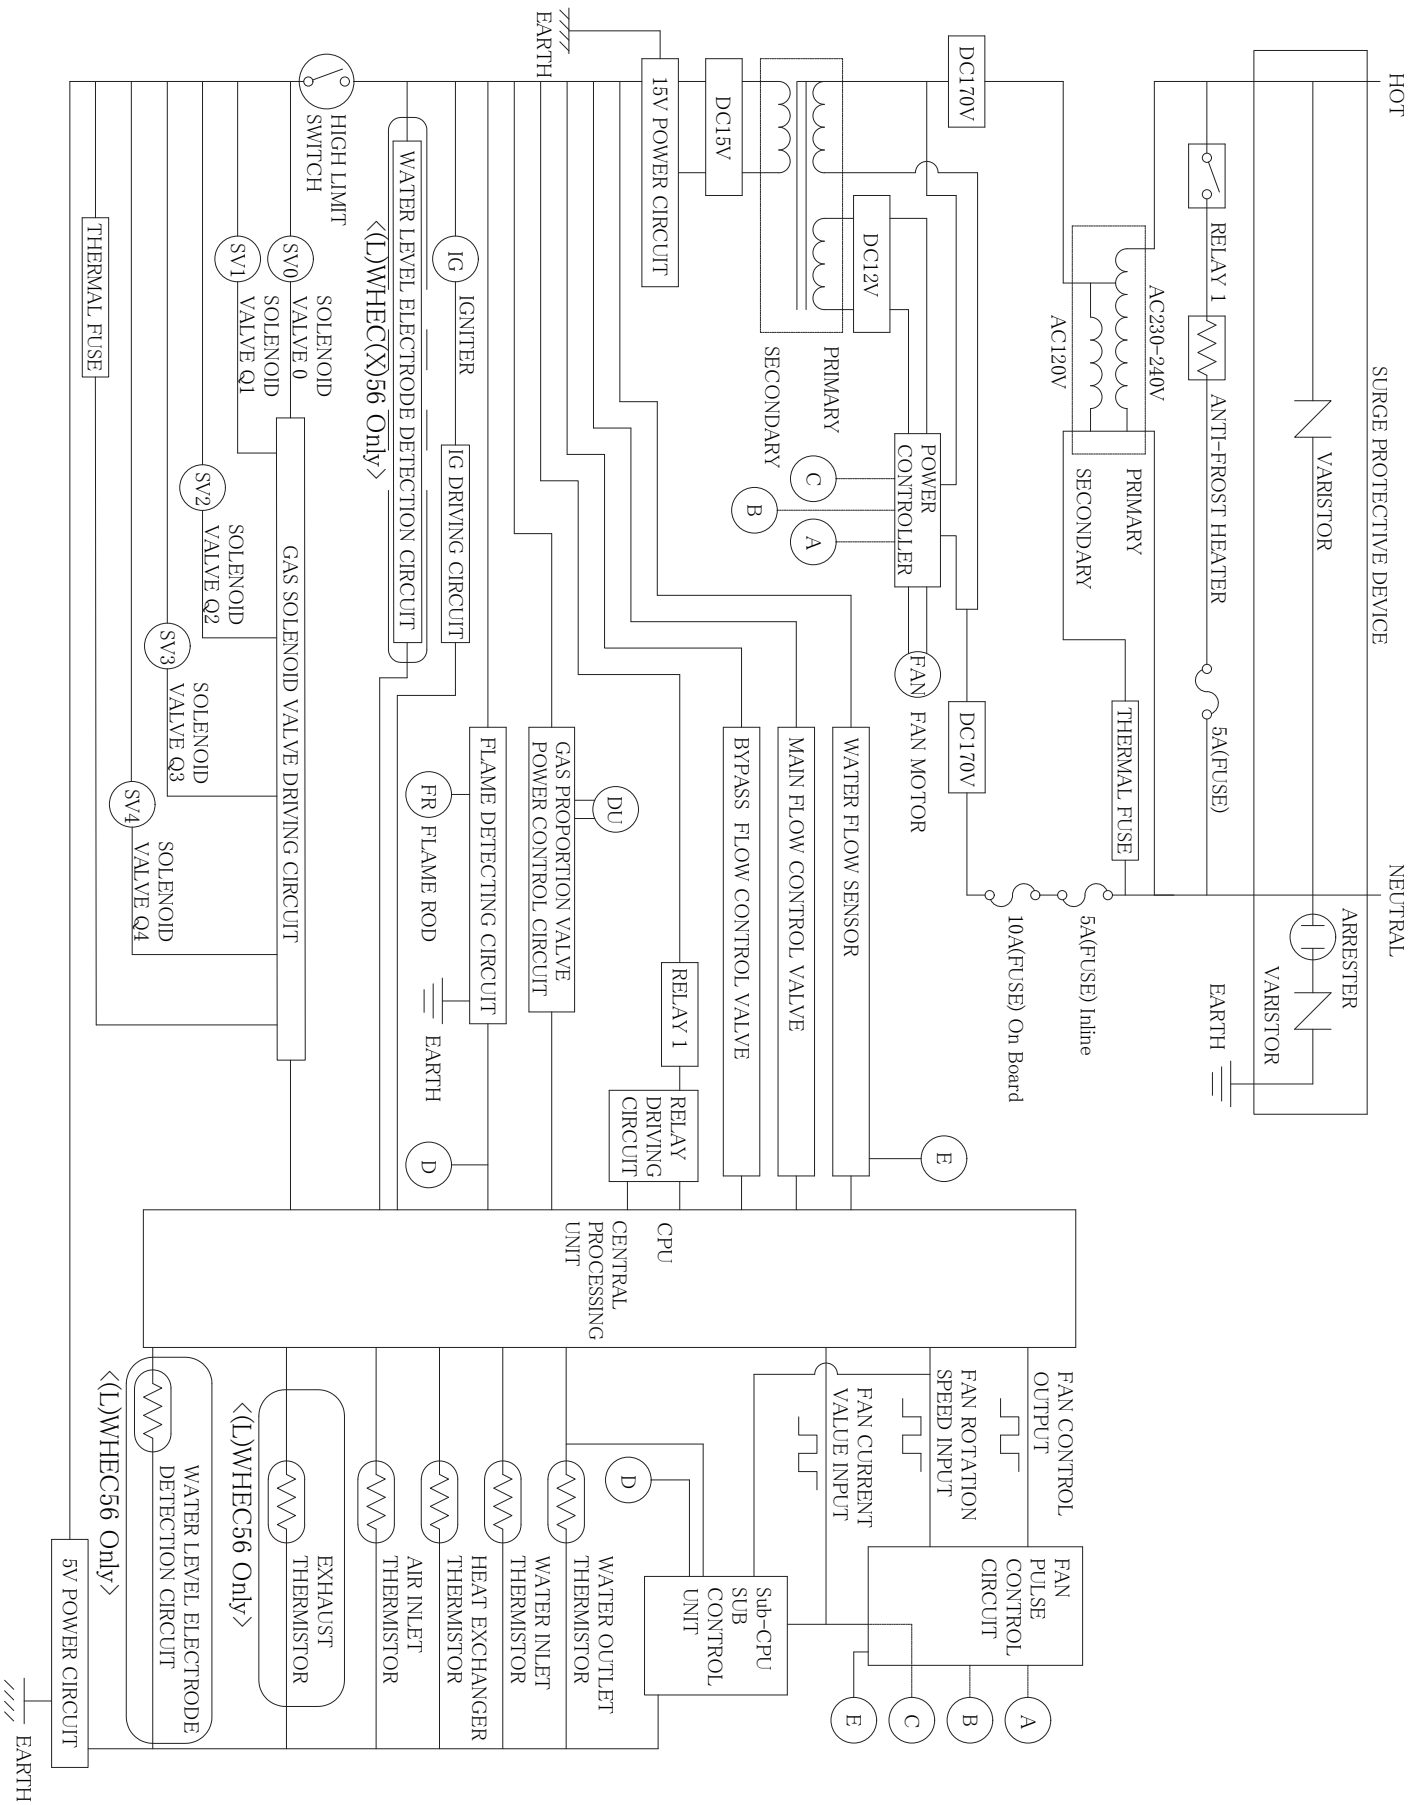 HOT
SURGE PROTECTIVE DEVICE
NEUTRAL
VARISTOR
ARRESTER
VARISTOR
EARTH
RELAY 1
ANTI-FROST HEATER
5A(FUSE)
AC230-240V
AC120V
PRIMARY
SECONDARY
THERMAL FUSE
5A(FUSE) Inline
10A(FUSE) On Board
DC170V
DC170V
DC12V
PRIMARY
SECONDARY
POWER
CONTROLLER
FAN
FAN MOTOR
C
B
A
DC15V
15V POWER CIRCUIT
EARTH
WATER FLOW SENSOR
E
MAIN FLOW CONTROL VALVE
BYPASS FLOW CONTROL VALVE
RELAY 1
RELAY
DRIVING
CIRCUIT
DU
GAS PROPORTION VALVE
POWER CONTROL CIRCUIT
FLAME DETECTING CIRCUIT
FR
FLAME ROD
EARTH
D
IG
IGNITER
IG DRIVING CIRCUIT
WATER LEVEL ELECTRODE DETECTION CIRCUIT
<(L)WHEC(X)56 Only>
HIGH LIMIT
SWITCH
SV0
SOLENOID
VALVE 0
SV1
SOLENOID
VALVE Q1
SV2
SOLENOID
VALVE Q2
SV3
SOLENOID
VALVE Q3
SV4
SOLENOID
VALVE Q4
GAS SOLENOID VALVE DRIVING CIRCUIT
THERMAL FUSE
CPU
CENTRAL
PROCESSING
UNIT
FAN CONTROL
OUTPUT
FAN ROTATION
SPEED INPUT
FAN CURRENT
VALUE INPUT
FAN
PULSE
CONTROL
CIRCUIT
A
B
C
E
Sub-CPU
SUB
CONTROL
UNIT
D
WATER OUTLET
THERMISTOR
WATER INLET
THERMISTOR
HEAT EXCHANGER
THERMISTOR
AIR INLET
THERMISTOR
EXHAUST
THERMISTOR
<(L)WHEC56 Only>
WATER LEVEL ELECTRODE
DETECTION CIRCUIT
<(L)WHEC56 Only>
5V POWER CIRCUIT
EARTH